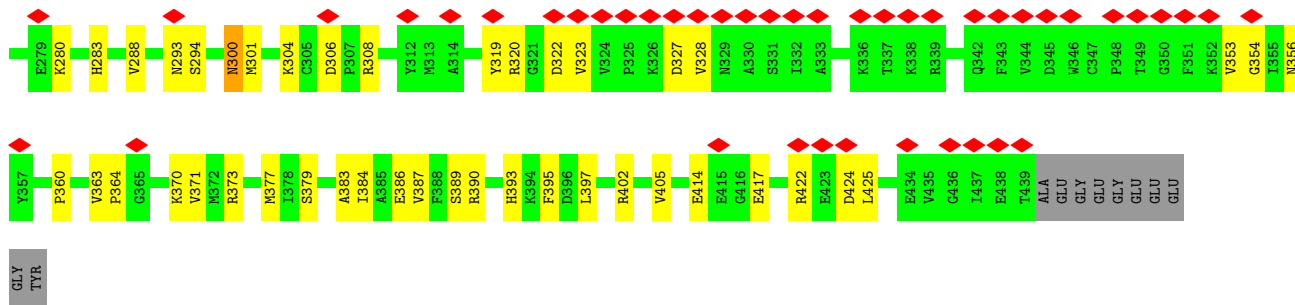 E279 K280 H283 V288 N293 S294 N300 M301 K304 C305 D306 P307 R308 Y312 M313 A314 Y319 R320 G321 D322 V323 V324 P325 K326 D327 V328 N329 A330 S331 I332 A333 K336 T337 K338 R339 Q342 F343 V344 D345 W346 C347 P348 T349 G350 F351 K352 V353 G354 I355 N356
Y357 P360 V363 P364 G365 K370 V371 M372 R373 M377 I378 S379 A383 I384 A385 E386 V387 F388 S389 R390 H393 K394 F395 D396 L397 R402 V405 E414 E415 G416 E417 R422 E423 D424 L425 E434 V435 G436 I437 E438 T439 ALA GLU GLY GLU GLY GLU GLU GLU
GLY TYR